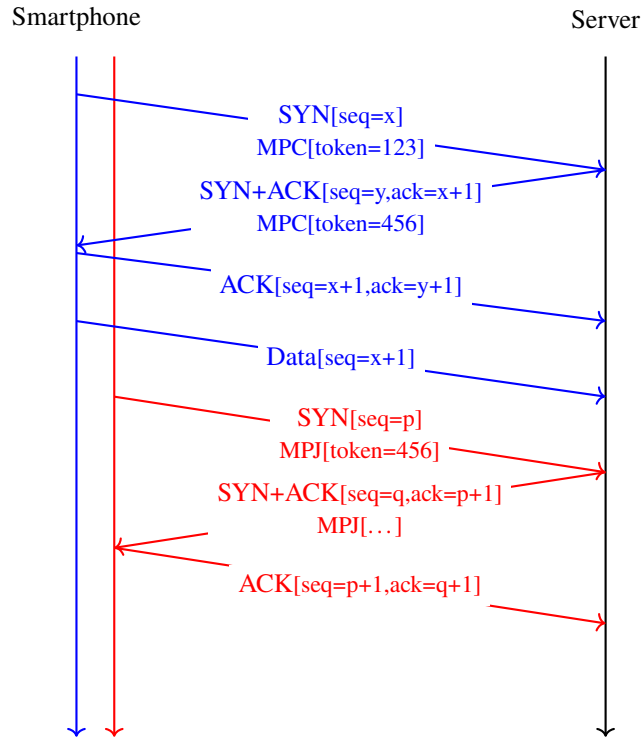 Smartphone
Server
SYN[seq=x]
MPC[token=123]
SYN+ACK[seq=y,ack=x+1]
MPC[token=456]
ACK[seq=x+1,ack=y+1]
Data[seq=x+1]
SYN[seq=p]
MPJ[token=456]
SYN+ACK[seq=q,ack=p+1]
MPJ[…]
ACK[seq=p+1,ack=q+1]